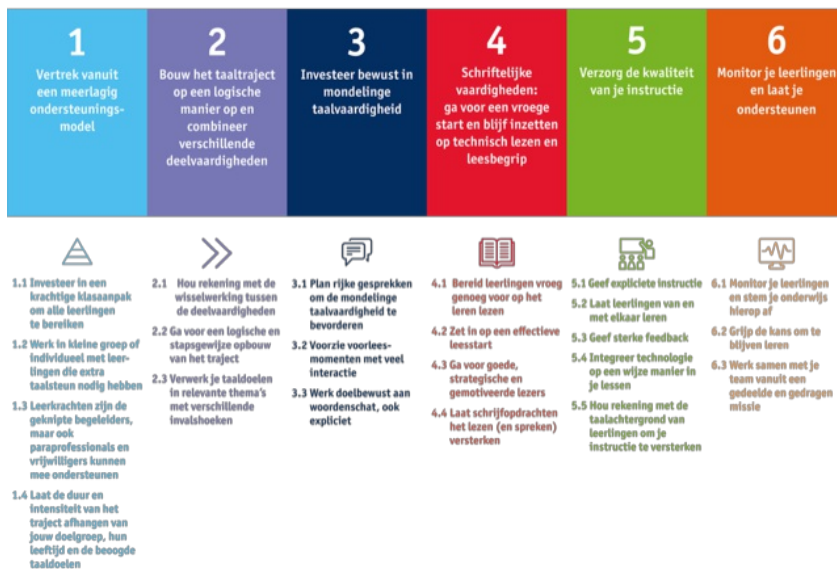 1
Vertrek vanuit
een meerlagig
ondersteunings-
model
2
Bouw het taaltraject
op een logische
manier op en
combineer
verschillende
deelvaardigheden
3
Investeer bewust in
mondelinge
taalvaardigheid
4
Schriftelijke
vaardigheden:
ga voor een vroege
start en blijf inzetten
op technisch lezen en
leesbegrip
5
Verzorg de kwaliteit
van je instructie
6
Monitor je leerlingen
en laat je
ondersteunen
1.1 Investeer in een
krachtige klasaanpak
om alle leerlingen
te bereiken
1.2 Werk in kleine groep of
individueel met leer-
lingen die extra
taalsteun nodig hebben
1.3 Leerkrachten zijn de
geknipte begeleiders,
maar ook
paraprofessionals en
vrijwilligers kunnen
mee ondersteunen
1.4 Laat de duur en
intensiteit van het
traject afhangen van
jouw doelgroep, hun
leeftijd en de beoogde
taaldoelen
2.1 Hou rekening met de
wisselwerking tussen
de deelvaardigheden
2.2 Ga voor een logische en
stapsgewijze opbouw
van het traject
2.3 Verwerk je taaldoelen
in relevante thema's
met verschillende
invalshoeken
3.1 Plan rijke gesprekken
om de mondelinge
taalvaardigheid te
bevorderen
3.2 Voorzie voorlees-
momenten met veel
interactie
3.3 Werk doelbewust aan
woordenschat, ook
expliciet
4.1 Bereid leerlingen vroeg
genoeg voor op het
leren lezen
4.2 Zet in op een effectieve
leesstart
4.3 Ga voor goede,
strategische en
gemotiveerde lezers
4.4 Laat schrijfopdrachten
het lezen (en spreken)
versterken
5.1 Geef expliciete instructie
5.2 Laat leerlingen van en
met elkaar leren
5.3 Geef sterke feedback
5.4 Integreer technologie
op een wijze manier in
je lessen
5.5 Hou rekening met de
taalachtergrond van
leerlingen om je
instructie te versterken
6.1 Monitor je leerlingen
en stem je onderwijs
hierop af
6.2 Grijp de kans om te
blijven leren
6.3 Werk samen met je
team vanuit een
gedeelde en gedragen
missie